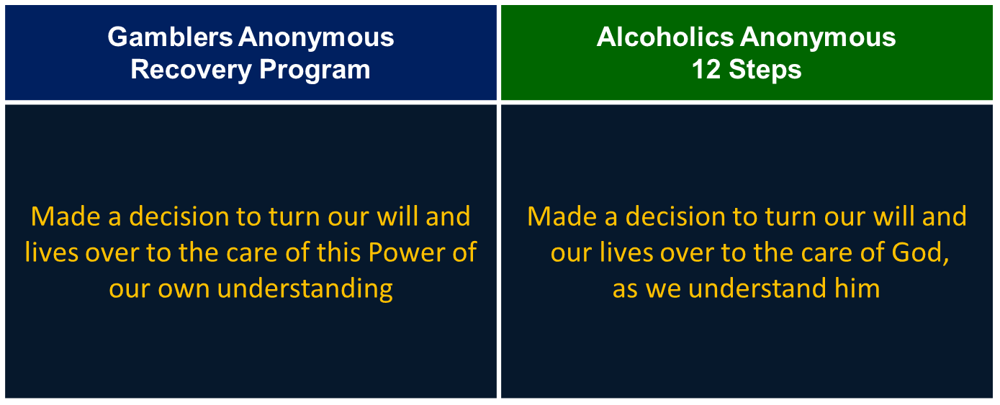 Gamblers Anonymous
Recovery Program
Alcoholics Anonymous
12 Steps
Made a decision to turn our will and
lives over to the care of this Power of
our own understanding
Made a decision to turn our will and
our lives over to the care of God,
as we understand him